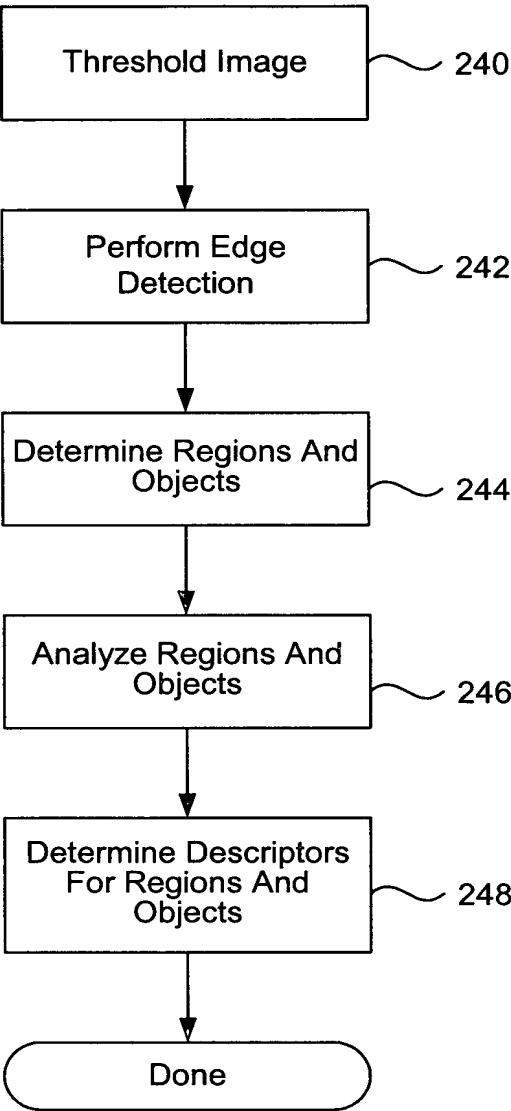 Threshold Image
240
Perform Edge
Detection
242
Determine Regions And
Objects
244
Analyze Regions And
Objects
246
Determine Descriptors
For Regions And
Objects
248
Done